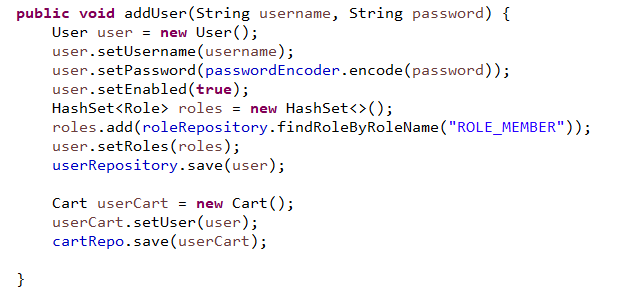 public void addUser(String username, String password) {
    User user = new User();
    user.setUsername(username);
    user.setPassword(passwordEncoder.encode(password));
    user.setEnabled(true);
    HashSet<Role> roles = new HashSet<>();
    roles.add(roleRepository.findRoleByRoleName("ROLE_MEMBER"));
    user.setRoles(roles);
    userRepository.save(user);

    Cart userCart = new Cart();
    userCart.setUser(user);
    cartRepo.save(userCart);

}